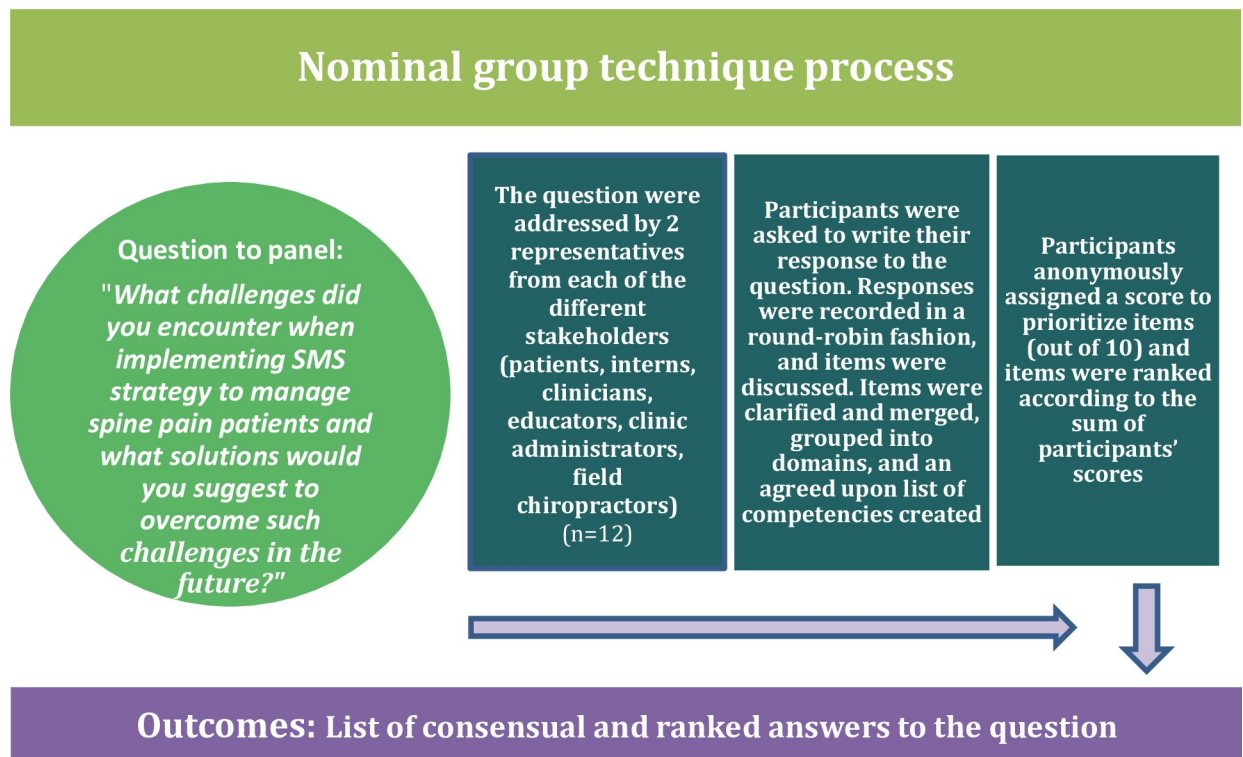 Nominal group technique process
Question to panel:
"What challenges did
you encounter when
implementing SMS
strategy to manage
spine pain patients and
what solutions would
you suggest to
overcome such
challenges in the
future?"
The question were
addressed by 2
representatives
from each of the
different
stakeholders
(patients, interns,
clinicians,
educators, clinic
administrators,
field
chiropractors)
(n=12)
Participants were
asked to write their
response to the
question. Responses
were recorded in a
round-robin fashion,
and items were
discussed. Items were
clarified and merged,
grouped into
domains, and an
agreed upon list of
competencies created
Participants
anonymously
assigned a score to
prioritize items
(out of 10) and
items were ranked
according to the
sum of
participants’
scores
Outcomes: List of consensual and ranked answers to the question